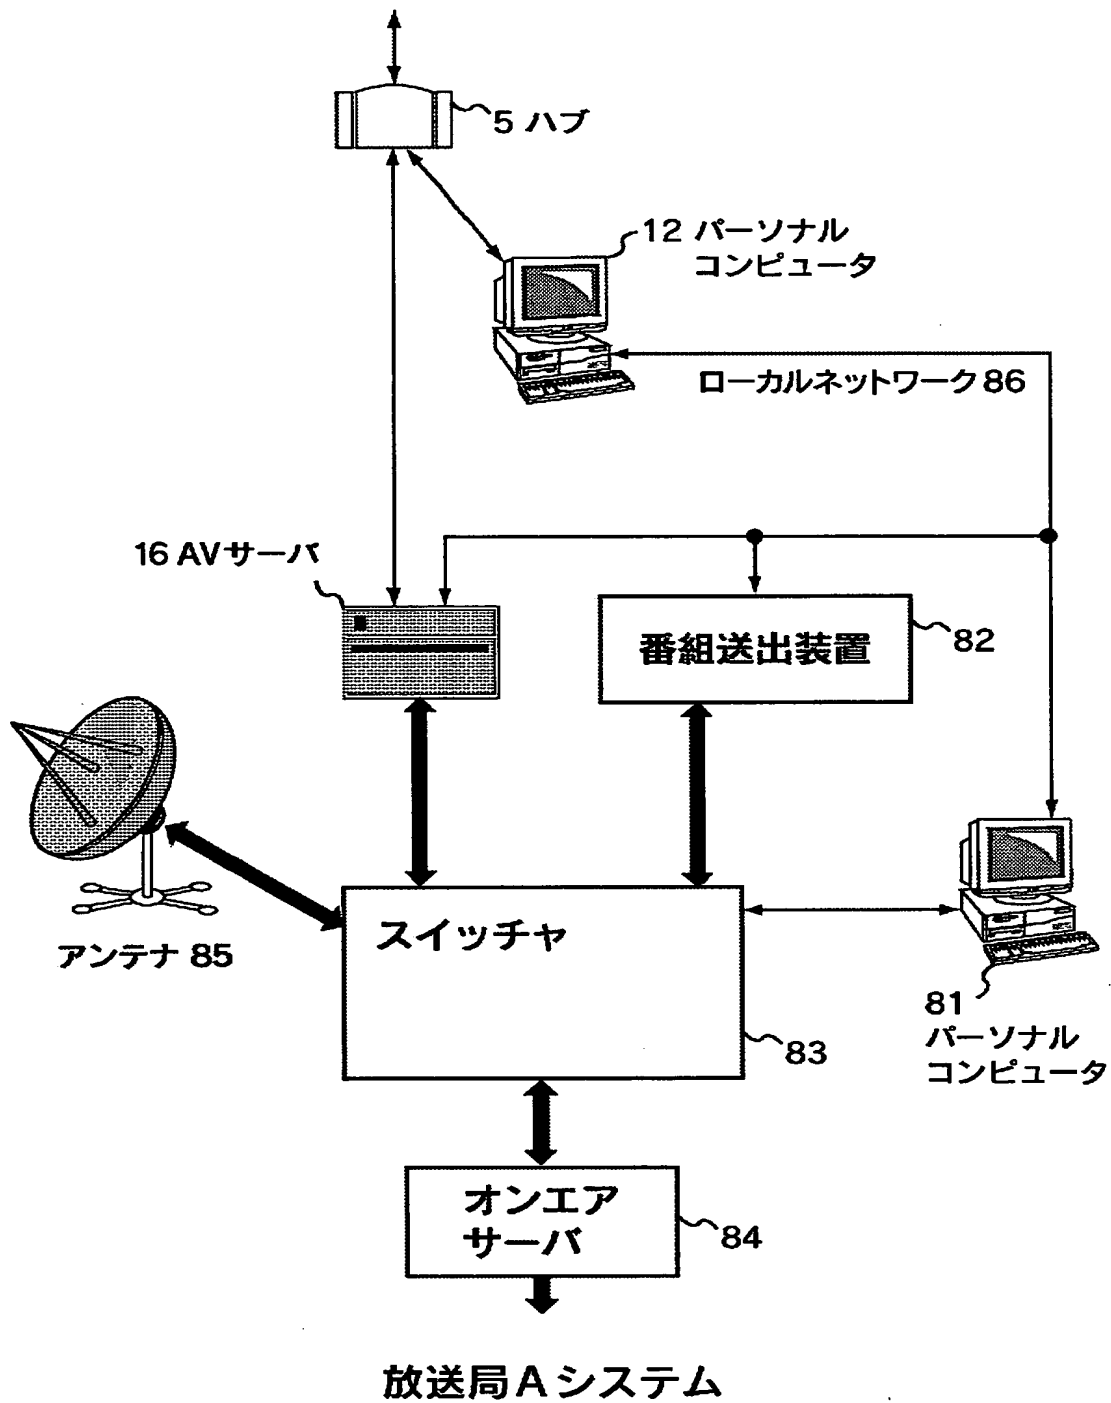 5 ハブ
12 パーソナル
コンピュータ
ローカルネットワーク86
16 AVサーバ
番組送出装置
82
アンテナ 85
スイッチャ
83
81
パーソナル
コンピュータ
オンエア
サーバ
84
放送局Aシステム